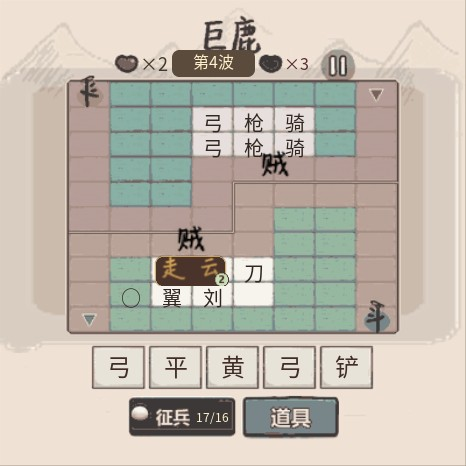 巨鹿
×2 第4波 ×3
弓 枪 骑
弓 枪 骑
贼
贼
走 云 刀
2
翼 刘
弓 平 黄 弓 铲
征兵 17/16 道具